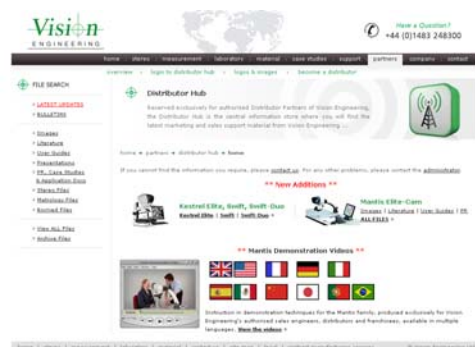 Vision
ENGINEERING
Have a Question?
+44 (0)1483 248300
home stereo measurement laboratory material case studies support partners company contact
overview login to distributor hub logos & images become a distributor
FILE SEARCH
LATEST UPDATES
BULLETINS
Images
Literature
User Guides
Presentations
PR, Case Studies
& Application Docs
Stereo Files
Metrology Files
Biomed Files
View ALL Files
Archive Files
Distributor Hub
Reserved exclusively for authorised Distributor Partners of Vision Engineering,
the Distributor Hub is the central information store where you will find the
latest marketing and sales support material from Vision Engineering ...
home partners distributor hub home
If you cannot find the information you require, please contact us. For any other problems, please contact the administrator.
** New Additions **
Kestrel Elite, Swift, Swift-Duo
Kestrel Elite | Swift | Swift-Duo
Mantis Elite-Cam
Images | Literature | User Guides | PR
ALL FILES
** Mantis Demonstration Videos **
Instruction in demonstration techniques for the Mantis family, produced exclusively for Vision
Engineering's authorised sales engineers, distributors and franchisees, available in multiple
languages. View the videos